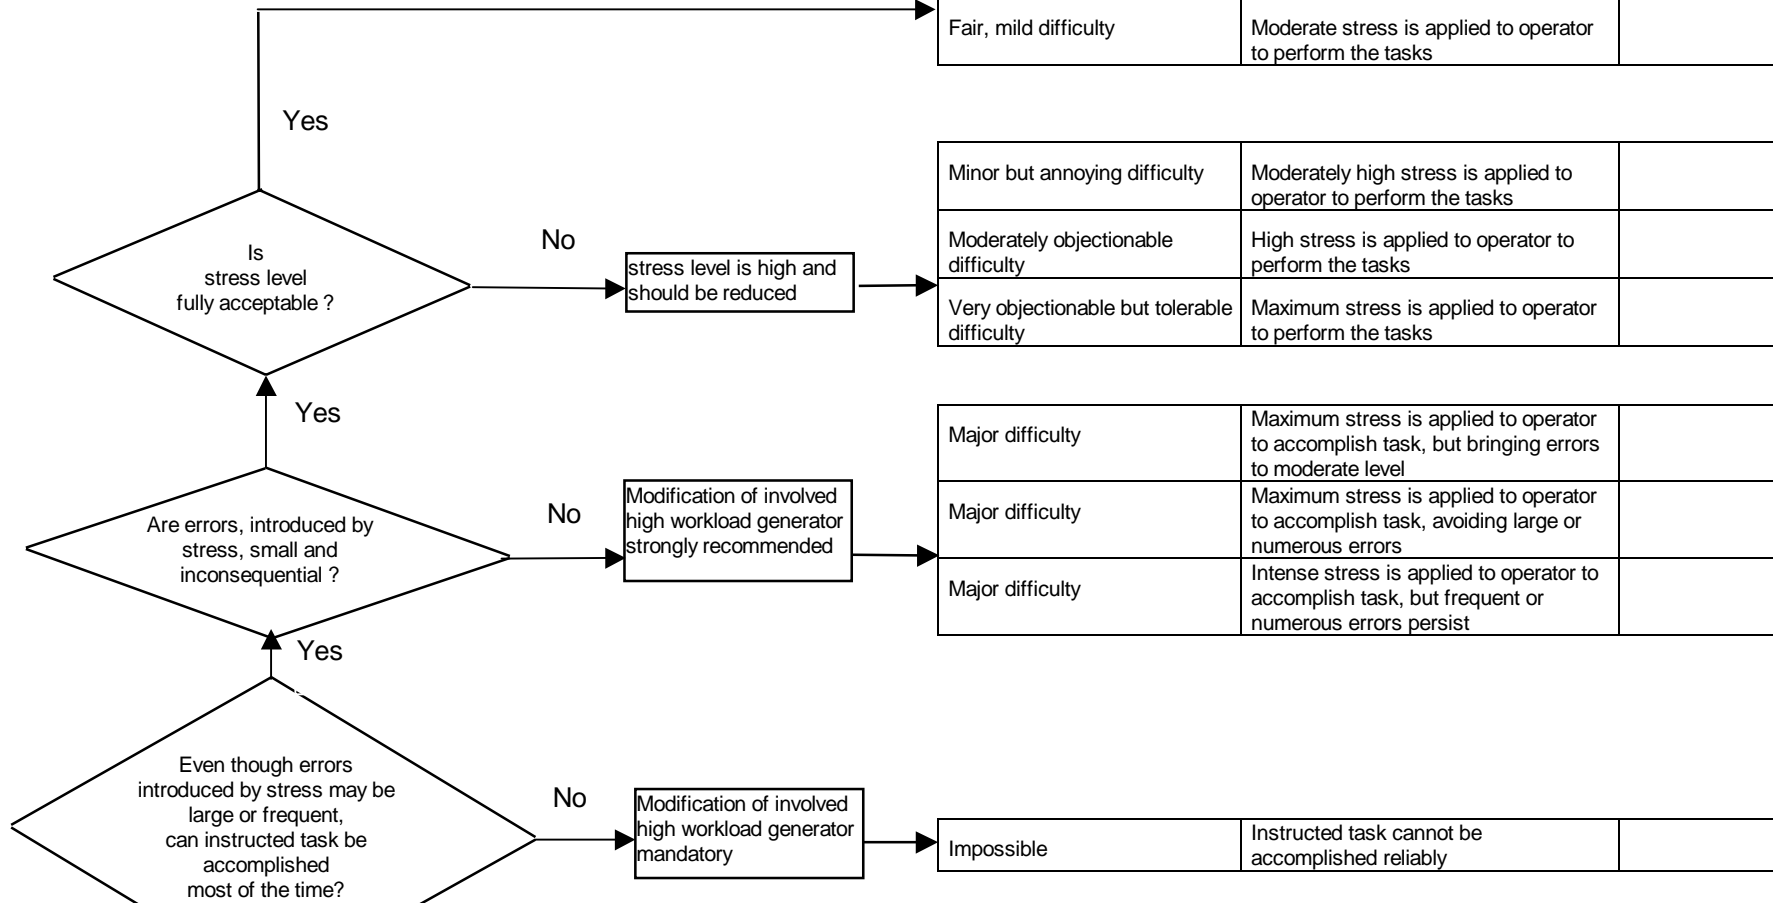 Fair, mild difficulty
Moderate stress is applied to operator
to perform the tasks
Yes
Minor but annoying difficulty
Moderately high stress is applied to
operator to perform the tasks
Is
stress level
fully acceptable ?
No
stress level is high and
should be reduced
Moderately objectionable
difficulty
High stress is applied to operator to
perform the tasks
Very objectionable but tolerable
difficulty
Maximum stress is applied to operator
to perform the tasks
Yes
Major difficulty
Maximum stress is applied to operator
to accomplish task, but bringing errors
to moderate level
Are errors, introduced by
stress, small and
inconsequential ?
No
Modification of involved
high workload generator
strongly recommended
Major difficulty
Maximum stress is applied to operator
to accomplish task, avoiding large or
numerous errors
Major difficulty
Intense stress is applied to operator to
accomplish task, but frequent or
numerous errors persist
Yes
Even though errors
introduced by stress may be
large or frequent,
can instructed task be
accomplished
most of the time?
No
Modification of involved
high workload generator
mandatory
Impossible
Instructed task cannot be
accomplished reliably